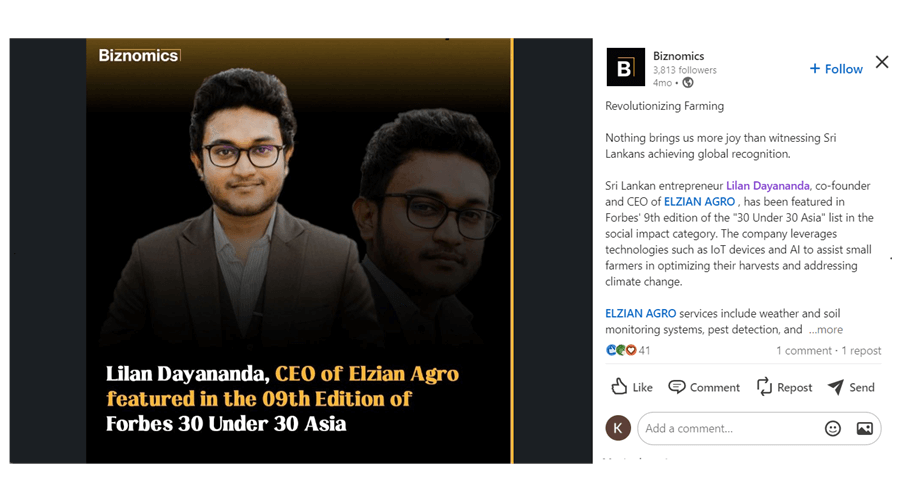 Biznomics
Lilan Dayananda, CEO of Elzian Agro
featured in the 09th Edition of
Forbes 30 Under 30 Asia
B
Biznomics
3,813 followers
4mo •
+ Follow
Revolutionizing Farming
Nothing brings us more joy than witnessing Sri
Lankans achieving global recognition.
Sri Lankan entrepreneur Lilan Dayananda, co-founder
and CEO of ELZIAN AGRO , has been featured in
Forbes' 9th edition of the "30 Under 30 Asia" list in the
social impact category. The company leverages
technologies such as IoT devices and AI to assist small
farmers in optimizing their harvests and addressing
climate change.
ELZIAN AGRO services include weather and soil
monitoring systems, pest detection, and ...more
41
1 comment · 1 repost
Like
Comment
Repost
Send
K
Add a comment...